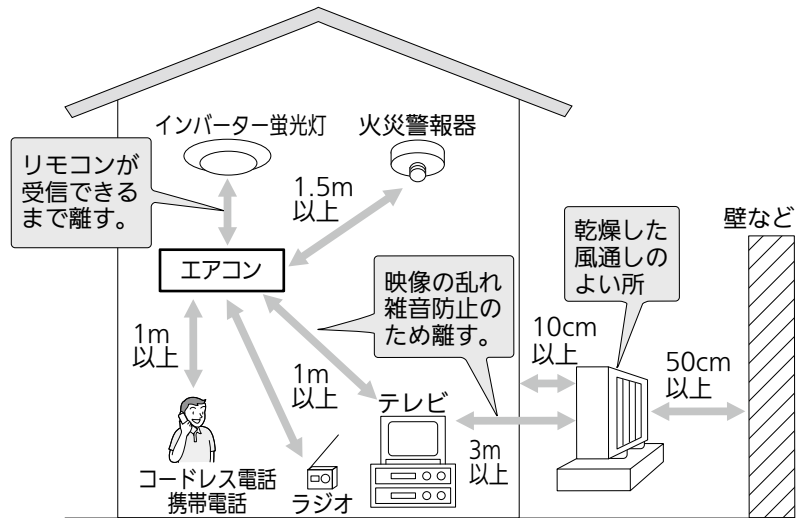 インバーター蛍光灯
火災警報器
リモコンが
受信できる
まで離す。
1.5m
以上
エアコン
映像の乱れ
雑音防止の
ため離す。
乾燥した
風通しの
よい所
壁など
1m
以上
1m
以上
10cm
以上
50cm
以上
テレビ
3m
以上
コードレス電話
携帯電話
ラジオ